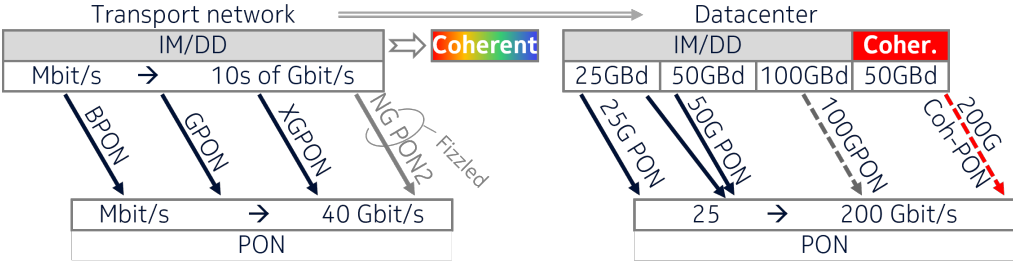 Transport network
Datacenter
IM/DD
Coherent
IM/DD
Coher.
Mbit/s → 10s of Gbit/s
25GBd 50GBd 100GBd 50GBd
BPON
GPON
XGPON
NG PON2
Fizzled
25G PON
50G PON
100GPON
200G
Coh-PON
Mbit/s → 40 Gbit/s
25 → 200 Gbit/s
PON
PON